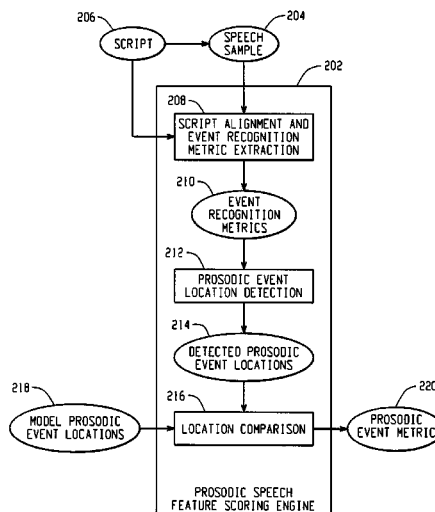 206
SCRIPT
204
SPEECH
SAMPLE
202
208
SCRIPT ALIGNMENT AND
EVENT RECOGNITION
METRIC EXTRACTION
210
EVENT
RECOGNITION
METRICS
212
PROSODIC EVENT
LOCATION DETECTION
214
DETECTED PROSODIC
EVENT LOCATIONS
218
MODEL PROSODIC
EVENT LOCATIONS
216
LOCATION COMPARISON
220
PROSODIC
EVENT METRIC
PROSODIC SPEECH
FEATURE SCORING ENGINE